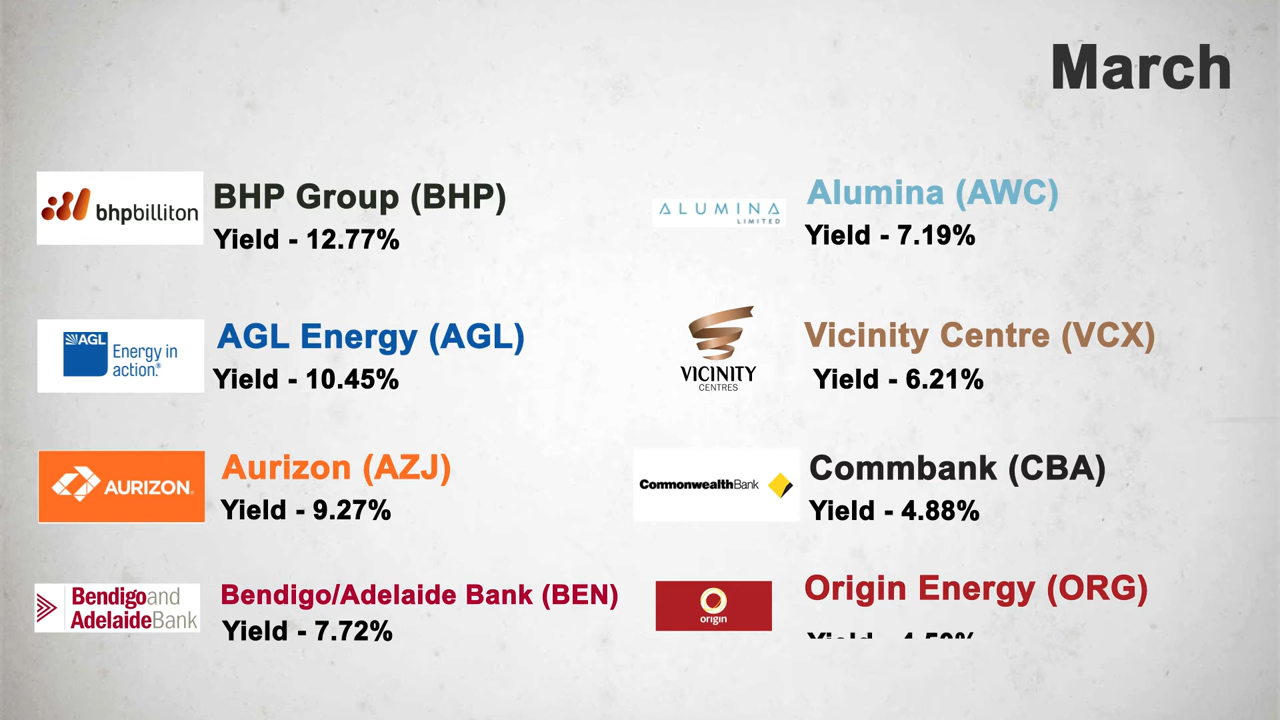 March
bhpbilliton
BHP Group (BHP)
Yield - 12.77%
ALUMINA
LIMITED
Alumina (AWC)
Yield - 7.19%
AGL
Energy in
action.®
AGL Energy (AGL)
Yield - 10.45%
VICINITY
CENTRES
Vicinity Centre (VCX)
Yield - 6.21%
AURIZON
Aurizon (AZJ)
Yield - 9.27%
CommonwealthBank
Commbank (CBA)
Yield - 4.88%
Bendigoand
AdelaideBank
Bendigo/Adelaide Bank (BEN)
Yield - 7.72%
origin
Origin Energy (ORG)
Yield -